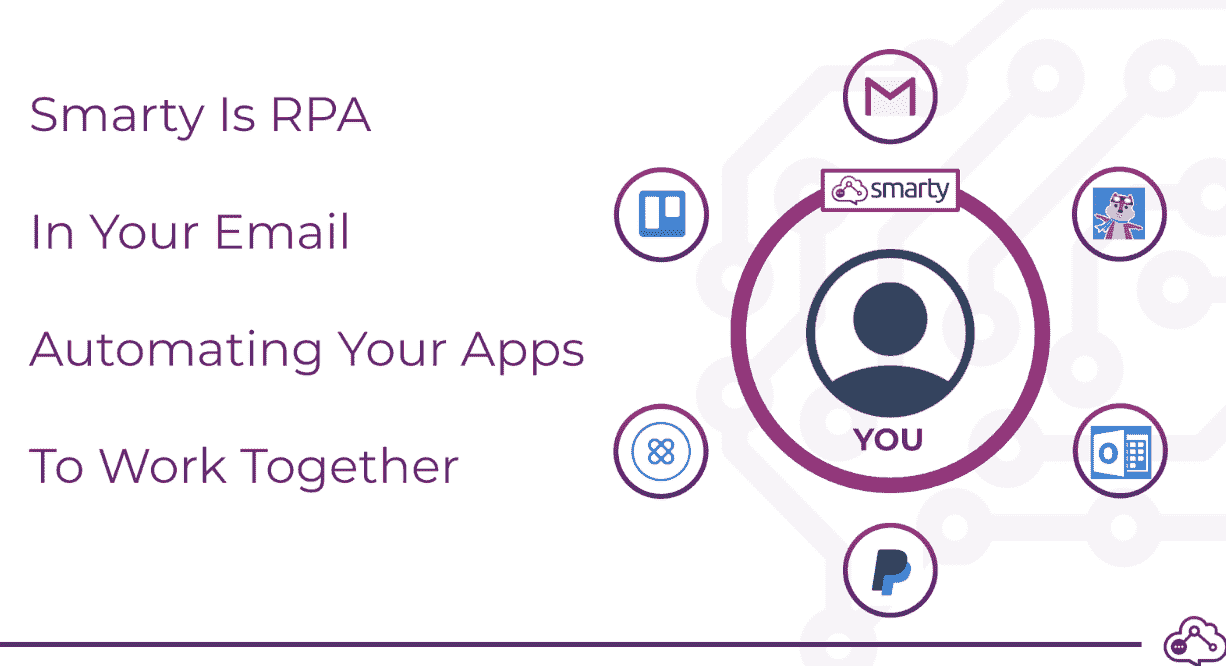 Smarty Is RPA
In Your Email
Automating Your Apps
To Work Together
smarty
YOU